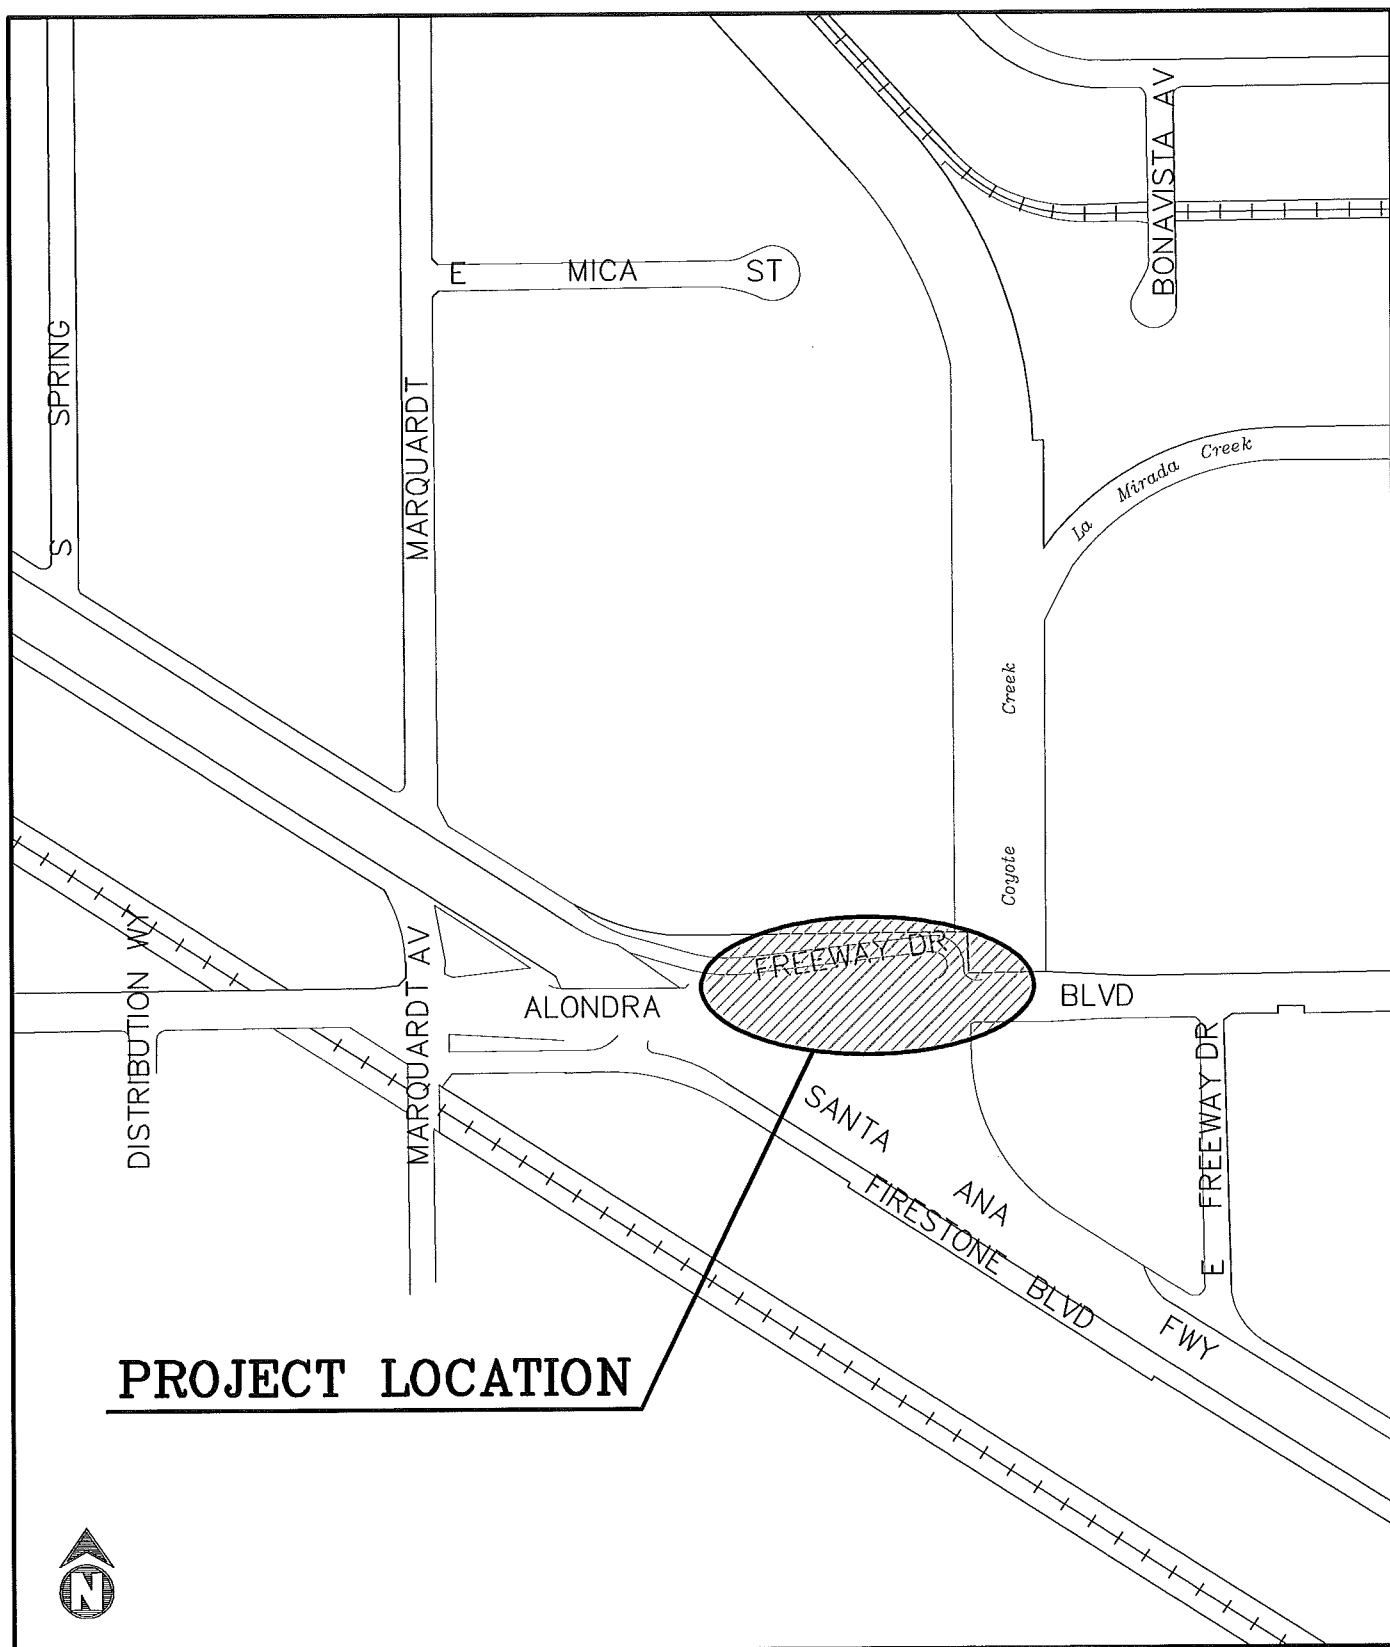 BONAVISTA AV
E MICA ST
S SPRING
MARQUARDT
La Mirada Creek
Coyote Creek
FREEWAY DR
DISTRIBUTION WY
MARQUARDT AV
ALONDRA BLVD
E FREEWAY DR
SANTA ANA FWY
FIRESTONE BLVD
PROJECT LOCATION
N